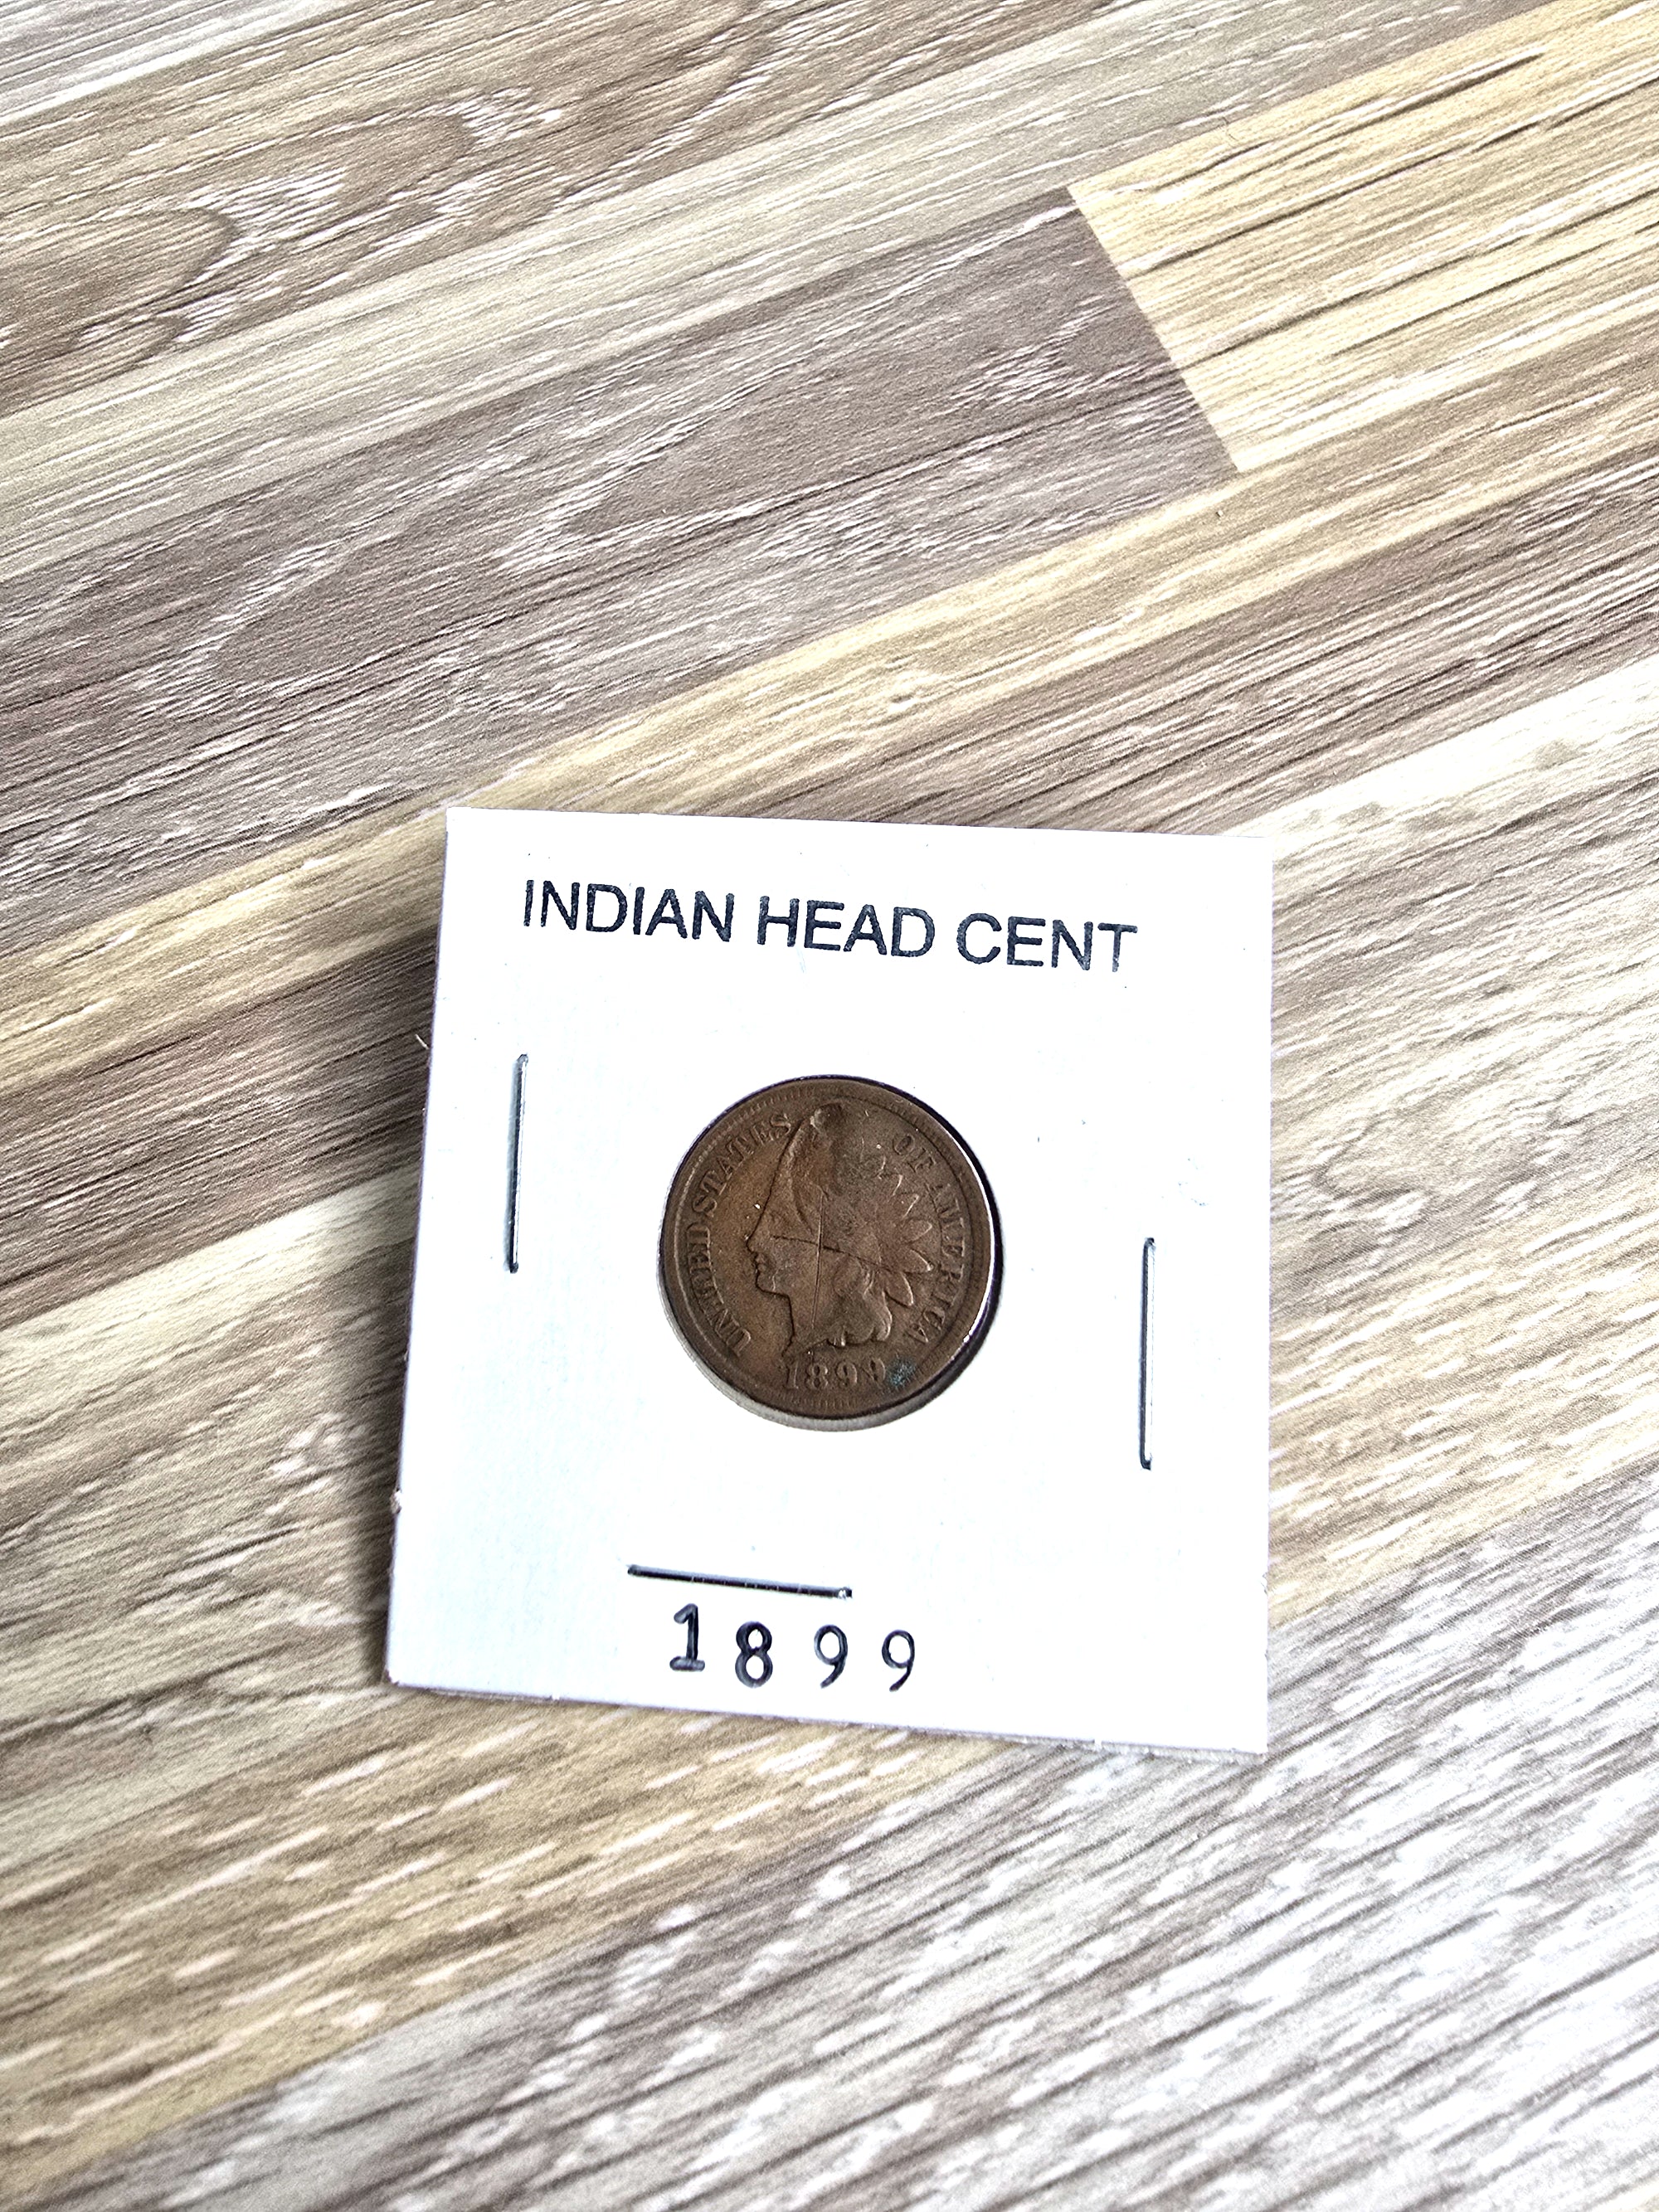 INDIAN HEAD CENT
UNITED STATES OF AMERICA
1899
1899